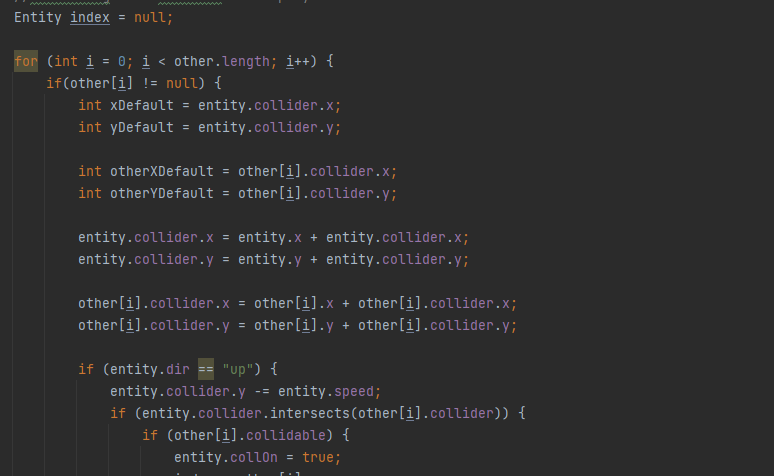 Entity index = null;
for (int i = 0; i < other.length; i++) {
if(other[i] != null) {
int xDefault = entity.collider.x;
int yDefault = entity.collider.y;
int otherXDefault = other[i].collider.x;
int otherYDefault = other[i].collider.y;
entity.collider.x = entity.x + entity.collider.x;
entity.collider.y = entity.y + entity.collider.y;
other[i].collider.x = other[i].x + other[i].collider.x;
other[i].collider.y = other[i].y + other[i].collider.y;
if (entity.dir == "up") {
entity.collider.y -= entity.speed;
if (entity.collider.intersects(other[i].collider)) {
if (other[i].collidable) {
entity.collOn = true;